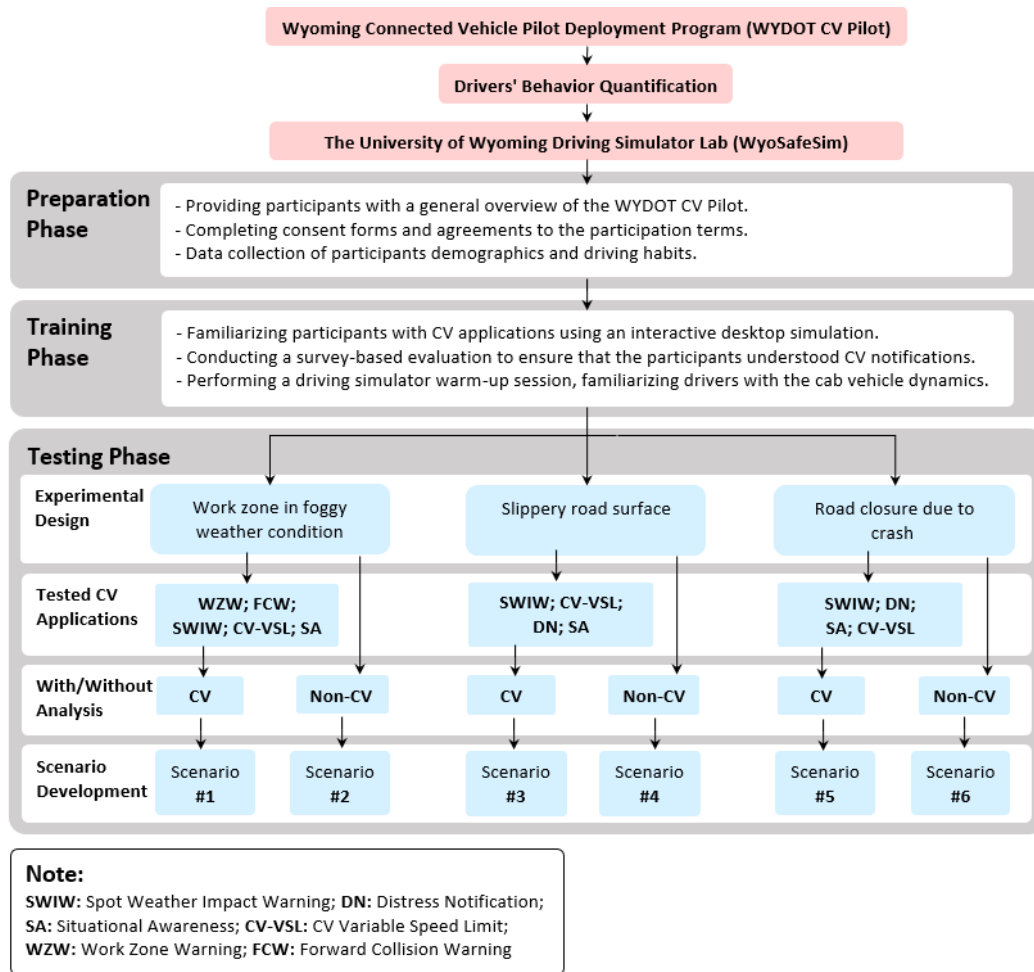 Wyoming Connected Vehicle Pilot Deployment Program (WYDOT CV Pilot)
Drivers' Behavior Quantification
The University of Wyoming Driving Simulator Lab (WyoSafeSim)
Preparation
Phase
- Providing participants with a general overview of the WYDOT CV Pilot.
- Completing consent forms and agreements to the participation terms.
- Data collection of participants demographics and driving habits.
Training
Phase
- Familiarizing participants with CV applications using an interactive desktop simulation.
- Conducting a survey-based evaluation to ensure that the participants understood CV notifications.
- Performing a driving simulator warm-up session, familiarizing drivers with the cab vehicle dynamics.
Testing Phase
Experimental
Design
Work zone in foggy
weather condition
Slippery road surface
Road closure due to
crash
Tested CV
Applications
WZW; FCW;
SWIW; CV-VSL; SA
SWIW; CV-VSL;
DN; SA
SWIW; DN;
SA; CV-VSL
With/Without
Analysis
CV
Non-CV
CV
Non-CV
CV
Non-CV
Scenario
Development
Scenario
#1
Scenario
#2
Scenario
#3
Scenario
#4
Scenario
#5
Scenario
#6
Note:
SWIW: Spot Weather Impact Warning; DN: Distress Notification;
SA: Situational Awareness; CV-VSL: CV Variable Speed Limit;
WZW: Work Zone Warning; FCW: Forward Collision Warning